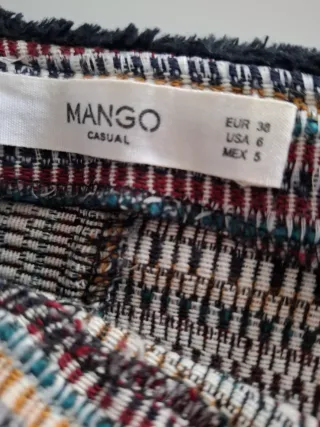 MANGO
CASUAL
EUR 38
USA 6
MEX 5